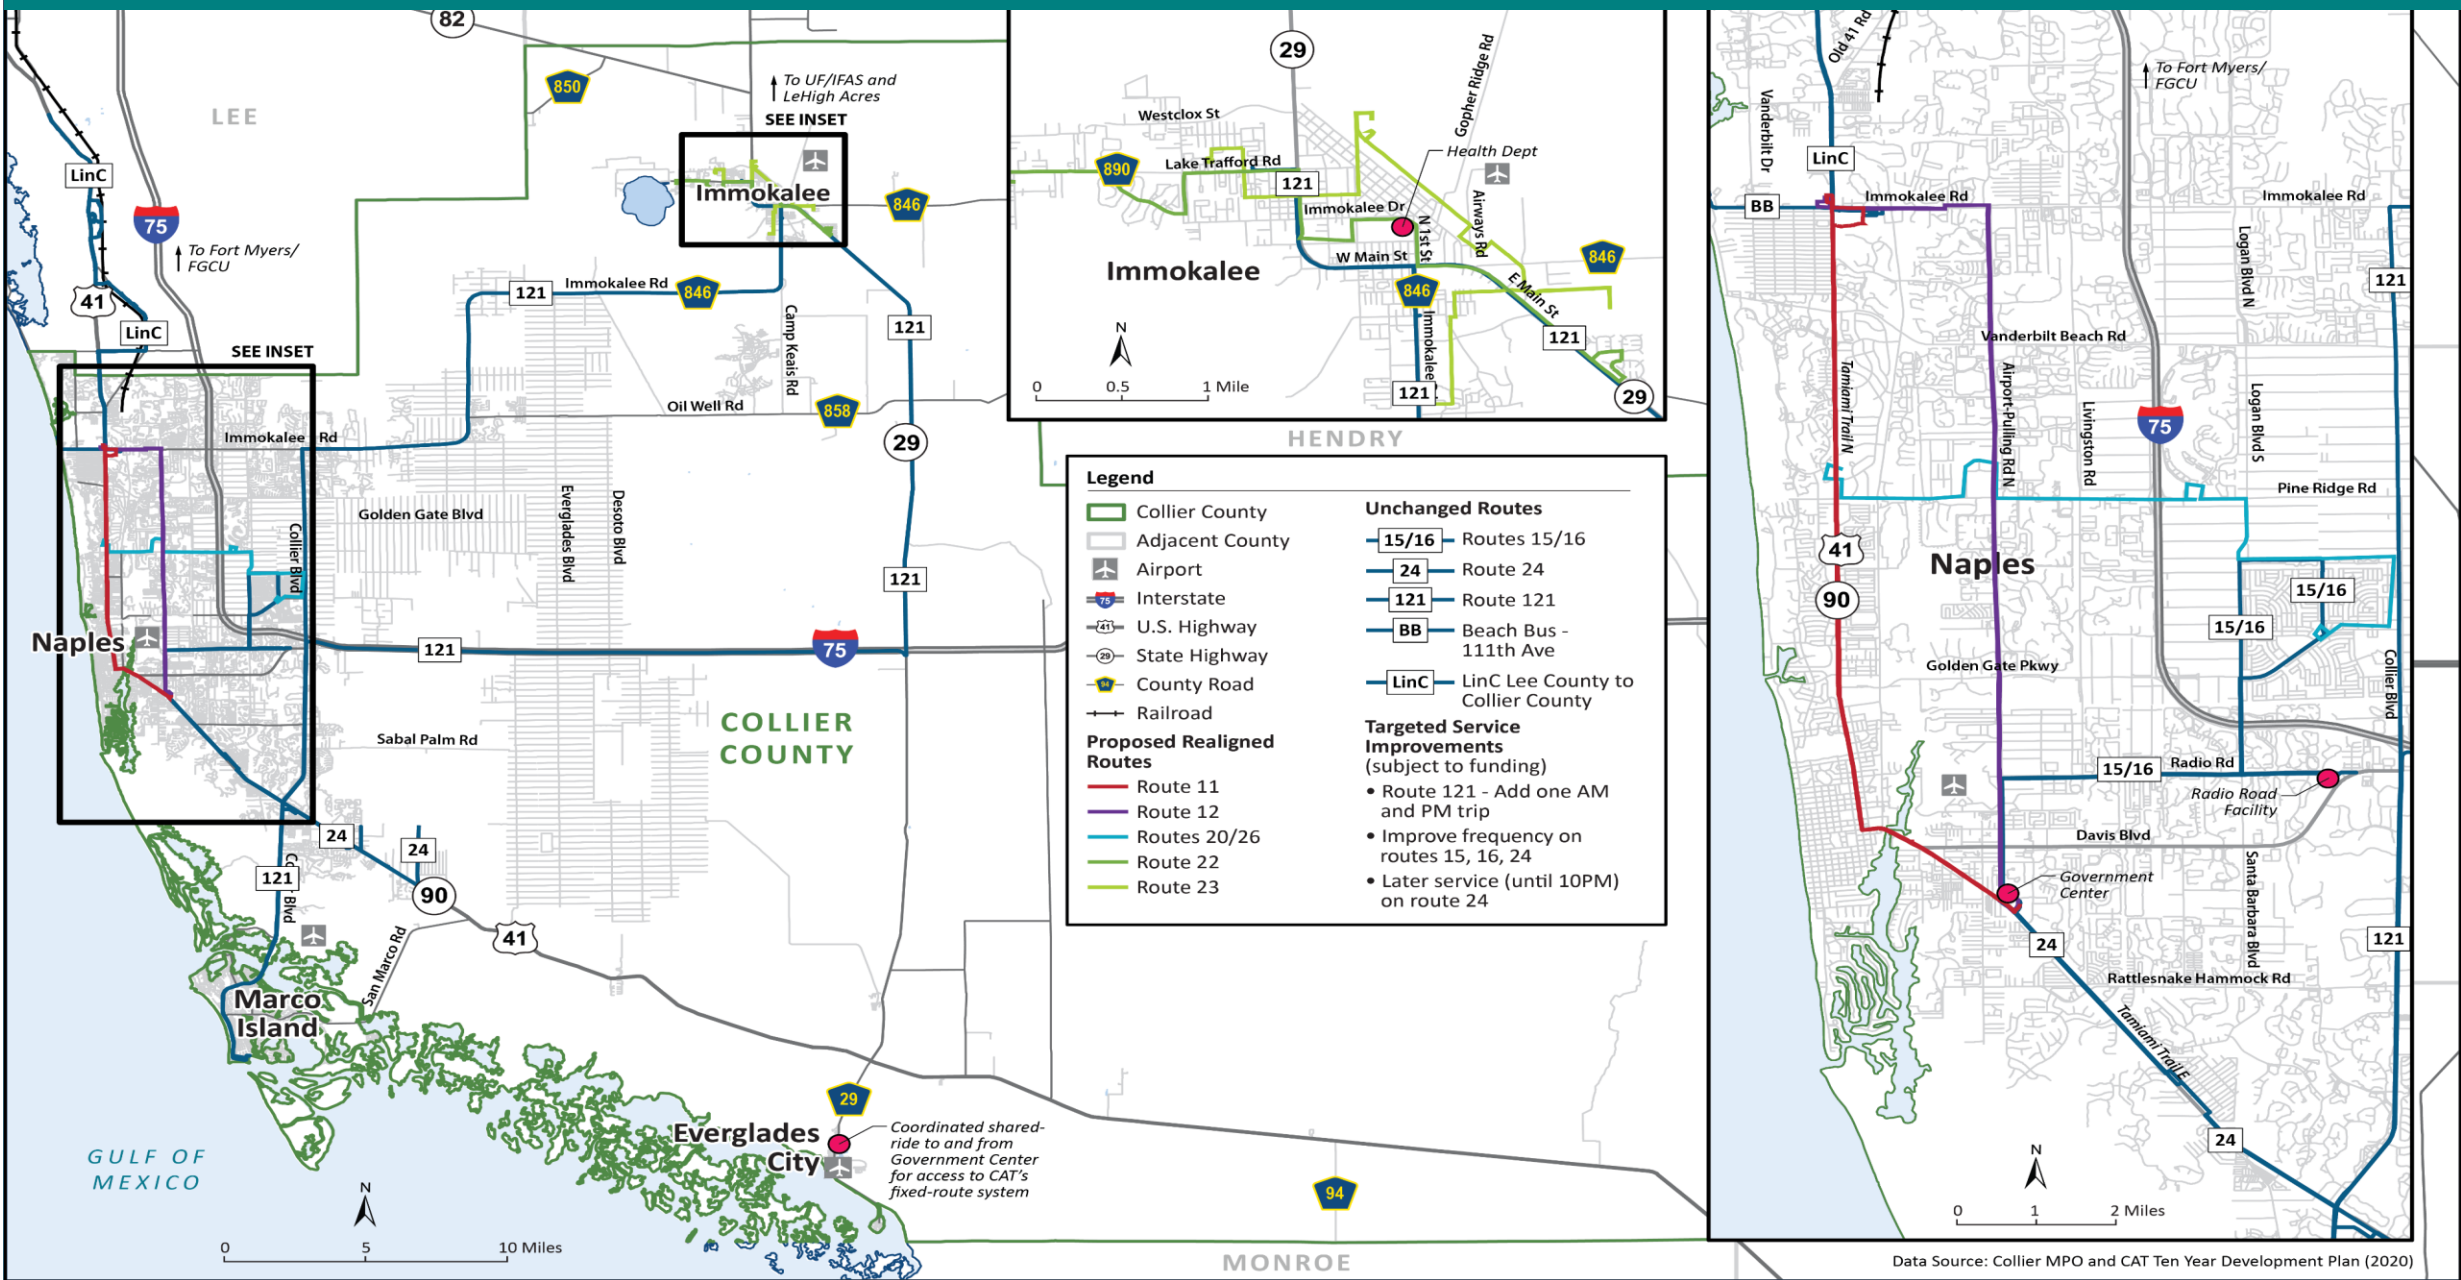 82
LEE
850
To UF/IFAS and
LeHigh Acres
SEE INSET
LinC
75
To Fort Myers/
FGCU
Immokalee
846
41
LinC
121
Immokalee Rd
846
Camp Keais Rd
121
SEE INSET
Oil Well Rd
858
Immokalee Rd
29
Golden Gate Blvd
Everglades Blvd
Desoto Blvd
Collier Blvd
121
Naples
121
75
COLLIER
COUNTY
Sabal Palm Rd
24
24
121
90
41
San Marco Rd
Marco
Island
29
Everglades
City
Coordinated shared-
ride to and from
Government Center
for access to CAT's
fixed-route system
GULF OF
MEXICO
N
0 5 10 Miles
94
MONROE
HENDRY
29
Gopher Ridge Rd
Westclox St
Health Dept
890
Lake Trafford Rd
121
Immokalee Dr
N 1st St
Airways Rd
W Main St
846
Immokalee
846
E Main St
Immokalee
121
121
29
N
0 0.5 1 Mile
Legend
Collier County
Adjacent County
Airport
75 Interstate
41 U.S. Highway
29 State Highway
94 County Road
Railroad
Proposed Realigned
Routes
Route 11
Route 12
Routes 20/26
Route 22
Route 23
Unchanged Routes
15/16 Routes 15/16
24 Route 24
121 Route 121
BB Beach Bus -
111th Ave
LinC LinC Lee County to
Collier County
Targeted Service
Improvements
(subject to funding)
• Route 121 - Add one AM
and PM trip
• Improve frequency on
routes 15, 16, 24
• Later service (until 10PM)
on route 24
Old 41 Rd
To Fort Myers/
FGCU
Vanderbilt Dr
LinC
BB
Immokalee Rd
Immokalee Rd
Logan Blvd N
121
Vanderbilt Beach Rd
Tamiami Trail N
Airport-Pulling Rd N
Livingston Rd
75
Logan Blvd S
Pine Ridge Rd
41
Naples
90
15/16
15/16
Golden Gate Pkwy
Collier Blvd
15/16
Radio Rd
Radio Road
Facility
Davis Blvd
Government
Center
Santa Barbara Blvd
24
121
Rattlesnake Hammock Rd
Tamiami Trail E
24
N
0 1 2 Miles
Data Source: Collier MPO and CAT Ten Year Development Plan (2020)